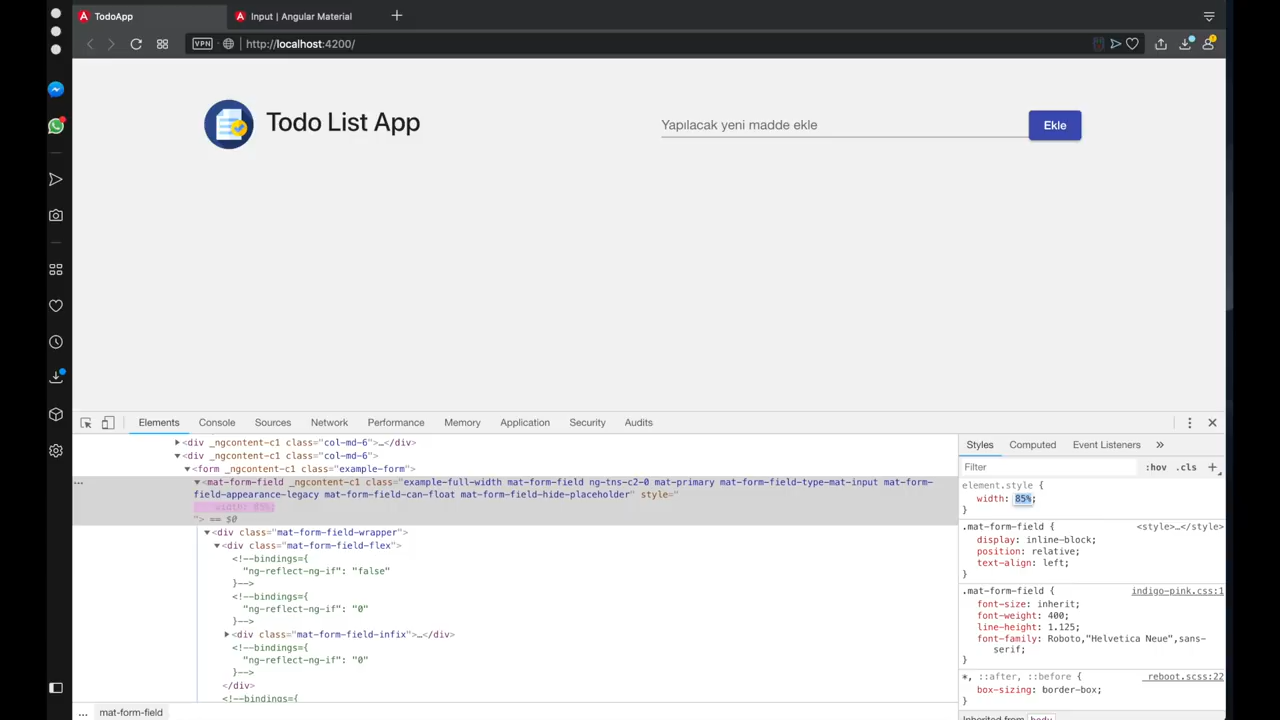 TodoApp
Input | Angular Material
VPN
http://localhost:4200/
Todo List App
Yapılacak yeni madde ekle
Ekle
Elements
Console
Sources
Network
Performance
Memory
Application
Security
Audits
▶<div _ngcontent-c1 class="col-md-6">…</div>
▼<div _ngcontent-c1 class="col-md-6">
▼<form _ngcontent-c1 class="example-form">
▼<mat-form-field _ngcontent-c1 class="example-full-width mat-form-field ng-tns-c2-0 mat-primary mat-form-field-type-mat-input mat-form-
field-appearance-legacy mat-form-field-can-float mat-form-field-hide-placeholder" style="
width: 85%;
"> == $0
▼<div class="mat-form-field-wrapper">
▼<div class="mat-form-field-flex">
<!--bindings={
"ng-reflect-ng-if": "false"
}-->
<!--bindings={
"ng-reflect-ng-if": "0"
}-->
▶<div class="mat-form-field-infix">…</div>
<!--bindings={
"ng-reflect-ng-if": "0"
}-->
</div>
<!--bindings={
... mat-form-field
Styles
Computed
Event Listeners
»
Filter
:hov
.cls
+
element.style {
width: 85%;
}
.mat-form-field {
<style>…</style>
display: inline-block;
position: relative;
text-align: left;
}
.mat-form-field {
indigo-pink.css:1
font-size: inherit;
font-weight: 400;
line-height: 1.125;
font-family: Roboto,"Helvetica Neue",sans-
serif;
}
*, ::after, ::before {
_reboot.scss:22
box-sizing: border-box;
}
Inherited from body